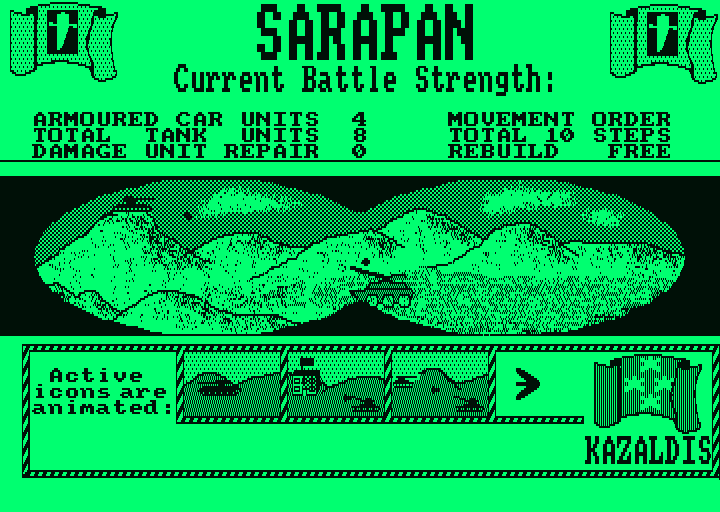 SARAPAN
Current Battle Strength:
ARMOURED CAR UNITS 4 MOVEMENT ORDER
TOTAL TANK UNITS 8 TOTAL 10 STEPS
DAMAGE UNIT REPAIR 0 REBUILD FREE
Active
icons are
animated:
KAZALDIS